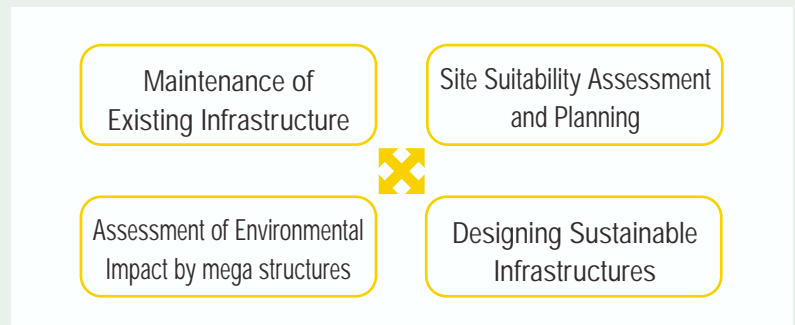 Maintenance of
Existing Infrastructure
Site Suitability Assessment
and Planning
Assessment of Environmental
Impact by mega structures
Designing Sustainable
Infrastructures